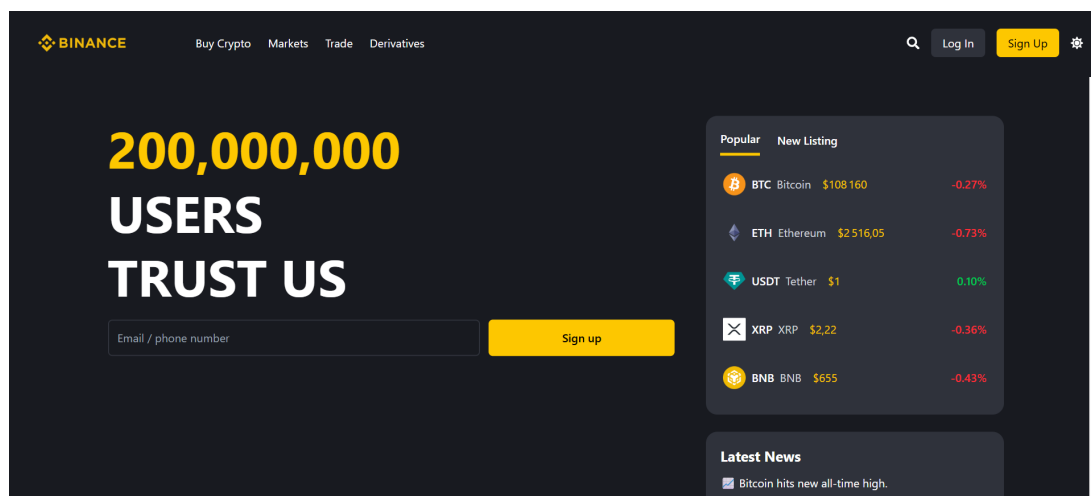 BINANCE Buy Crypto Markets Trade Derivatives Log In Sign Up
200,000,000
USERS
TRUST US
Email / phone number Sign up
Popular New Listing
BTC Bitcoin $108 160 -0.27%
ETH Ethereum $2 516,05 -0.73%
USDT Tether $1 0.10%
XRP XRP $2,22 -0.36%
BNB BNB $655 -0.43%
Latest News
Bitcoin hits new all-time high.